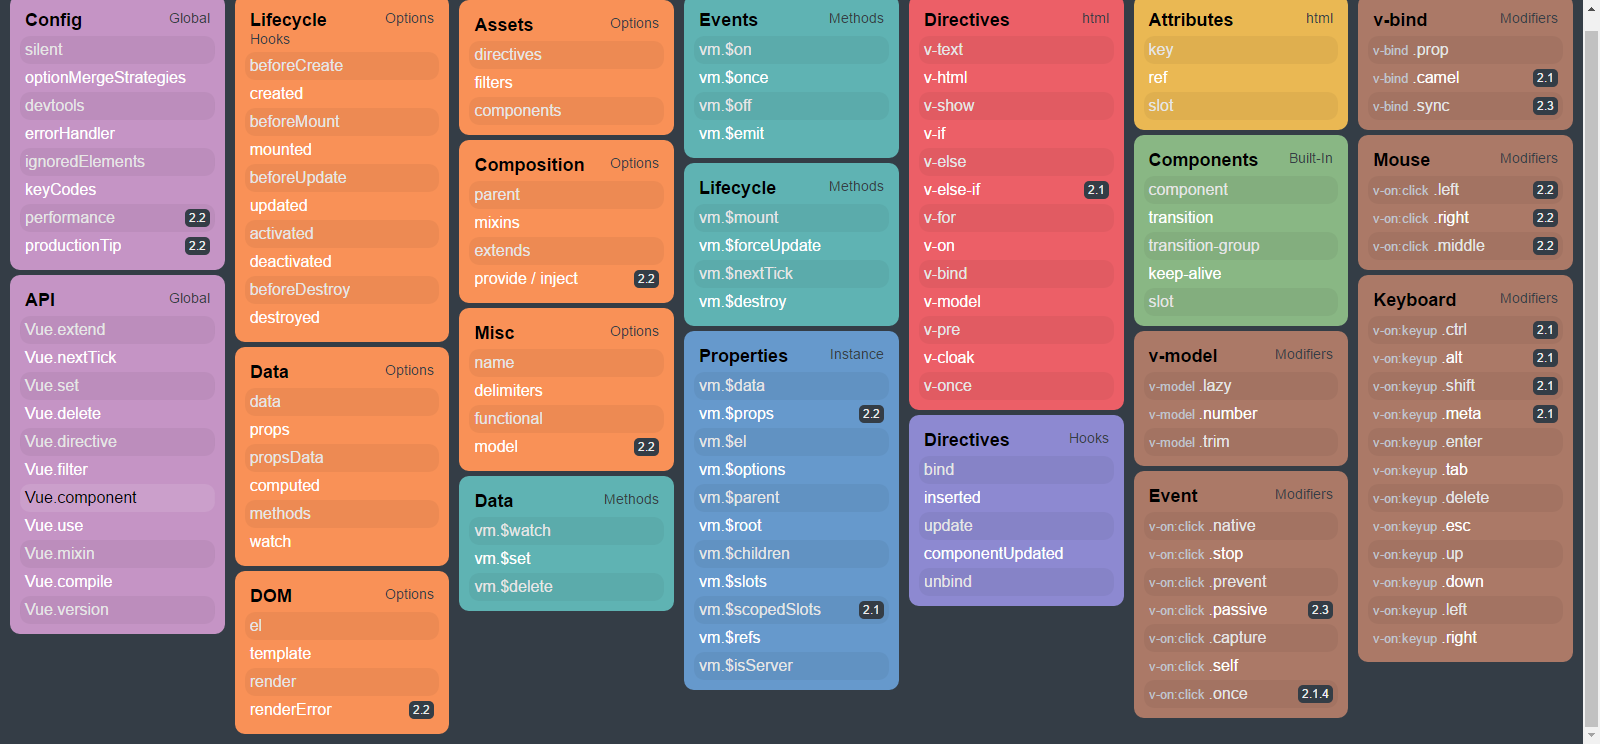 Config Global
silent
optionMergeStrategies
devtools
errorHandler
ignoredElements
keyCodes
performance 2.2
productionTip 2.2
API Global
Vue.extend
Vue.nextTick
Vue.set
Vue.delete
Vue.directive
Vue.filter
Vue.component
Vue.use
Vue.mixin
Vue.compile
Vue.version
Lifecycle Options
Hooks
beforeCreate
created
beforeMount
mounted
beforeUpdate
updated
activated
deactivated
beforeDestroy
destroyed
Data Options
data
props
propsData
computed
methods
watch
DOM Options
el
template
render
renderError 2.2
Assets Options
directives
filters
components
Composition Options
parent
mixins
extends
provide / inject 2.2
Misc Options
name
delimiters
functional
model 2.2
Data Methods
vm.$watch
vm.$set
vm.$delete
Events Methods
vm.$on
vm.$once
vm.$off
vm.$emit
Lifecycle Methods
vm.$mount
vm.$forceUpdate
vm.$nextTick
vm.$destroy
Properties Instance
vm.$data
vm.$props 2.2
vm.$el
vm.$options
vm.$parent
vm.$root
vm.$children
vm.$slots
vm.$scopedSlots 2.1
vm.$refs
vm.$isServer
Directives html
v-text
v-html
v-show
v-if
v-else
v-else-if 2.1
v-for
v-on
v-bind
v-model
v-pre
v-cloak
v-once
Directives Hooks
bind
inserted
update
componentUpdated
unbind
Attributes html
key
ref
slot
Components Built-In
component
transition
transition-group
keep-alive
slot
v-model Modifiers
v-model .lazy
v-model .number
v-model .trim
Event Modifiers
v-on:click .native
v-on:click .stop
v-on:click .prevent
v-on:click .passive 2.3
v-on:click .capture
v-on:click .self
v-on:click .once 2.1.4
v-bind Modifiers
v-bind .prop
v-bind .camel 2.1
v-bind .sync 2.3
Mouse Modifiers
v-on:click .left 2.2
v-on:click .right 2.2
v-on:click .middle 2.2
Keyboard Modifiers
v-on:keyup .ctrl 2.1
v-on:keyup .alt 2.1
v-on:keyup .shift 2.1
v-on:keyup .meta 2.1
v-on:keyup .enter
v-on:keyup .tab
v-on:keyup .delete
v-on:keyup .esc
v-on:keyup .up
v-on:keyup .down
v-on:keyup .left
v-on:keyup .right